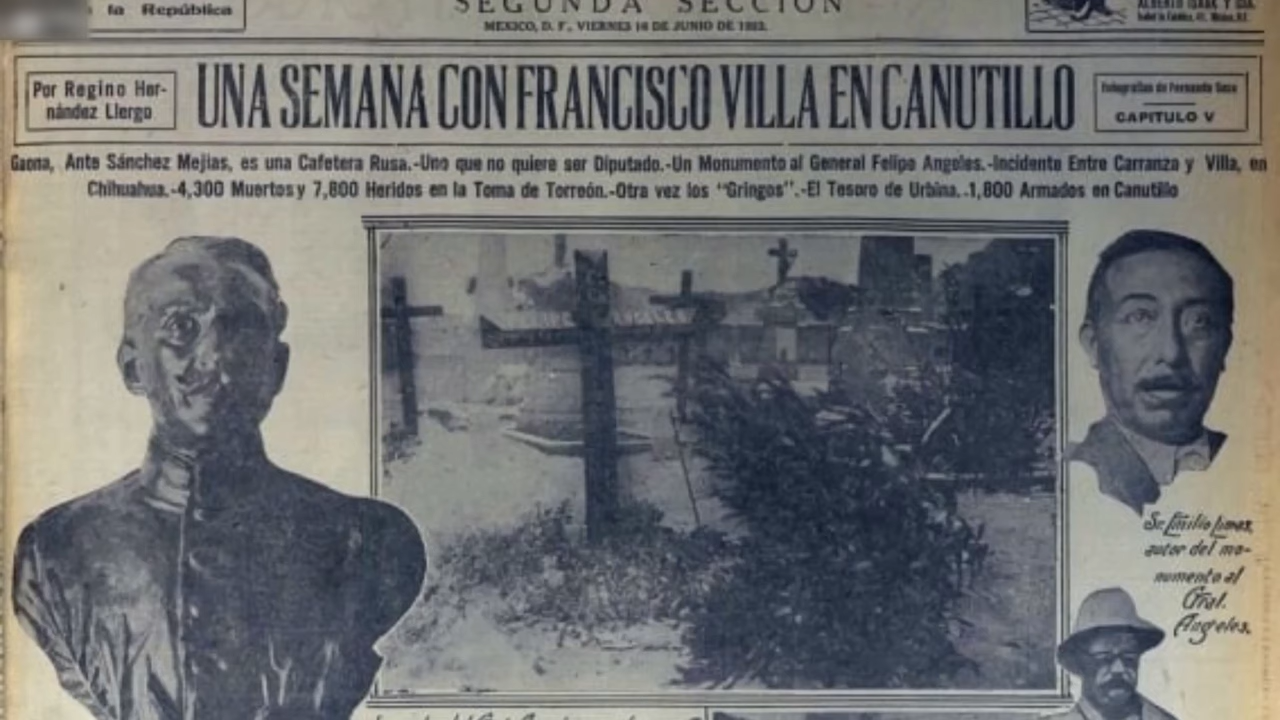 la República
SEGUNDA SECCION
MEXICO, D. F., VIERNES 16 DE JUNIO DE 1922.
ALBERTO ISAAK Y CIA.
Por Regino Her-
nández Llergo
UNA SEMANA CON FRANCISCO VILLA EN CANUTILLO
Fotografías de Fernando Sosa
CAPITULO V
Gaona, Ante Sánchez Mejías, es una Cafetera Rusa.-Uno que no quiere ser Diputado.-Un Monumento al General Felipe Angeles.-Incidente Entre Carranza y Villa, en
Chihuahua.-4,300 Muertos y 7,800 Heridos en la Toma de Torreón.-Otra vez los "Gringos".-El Tesoro de Urbina.-1,800 Armados en Canutillo
Sr. Emilio Limas,
autor del mo-
numento al
Gral.
Angeles.